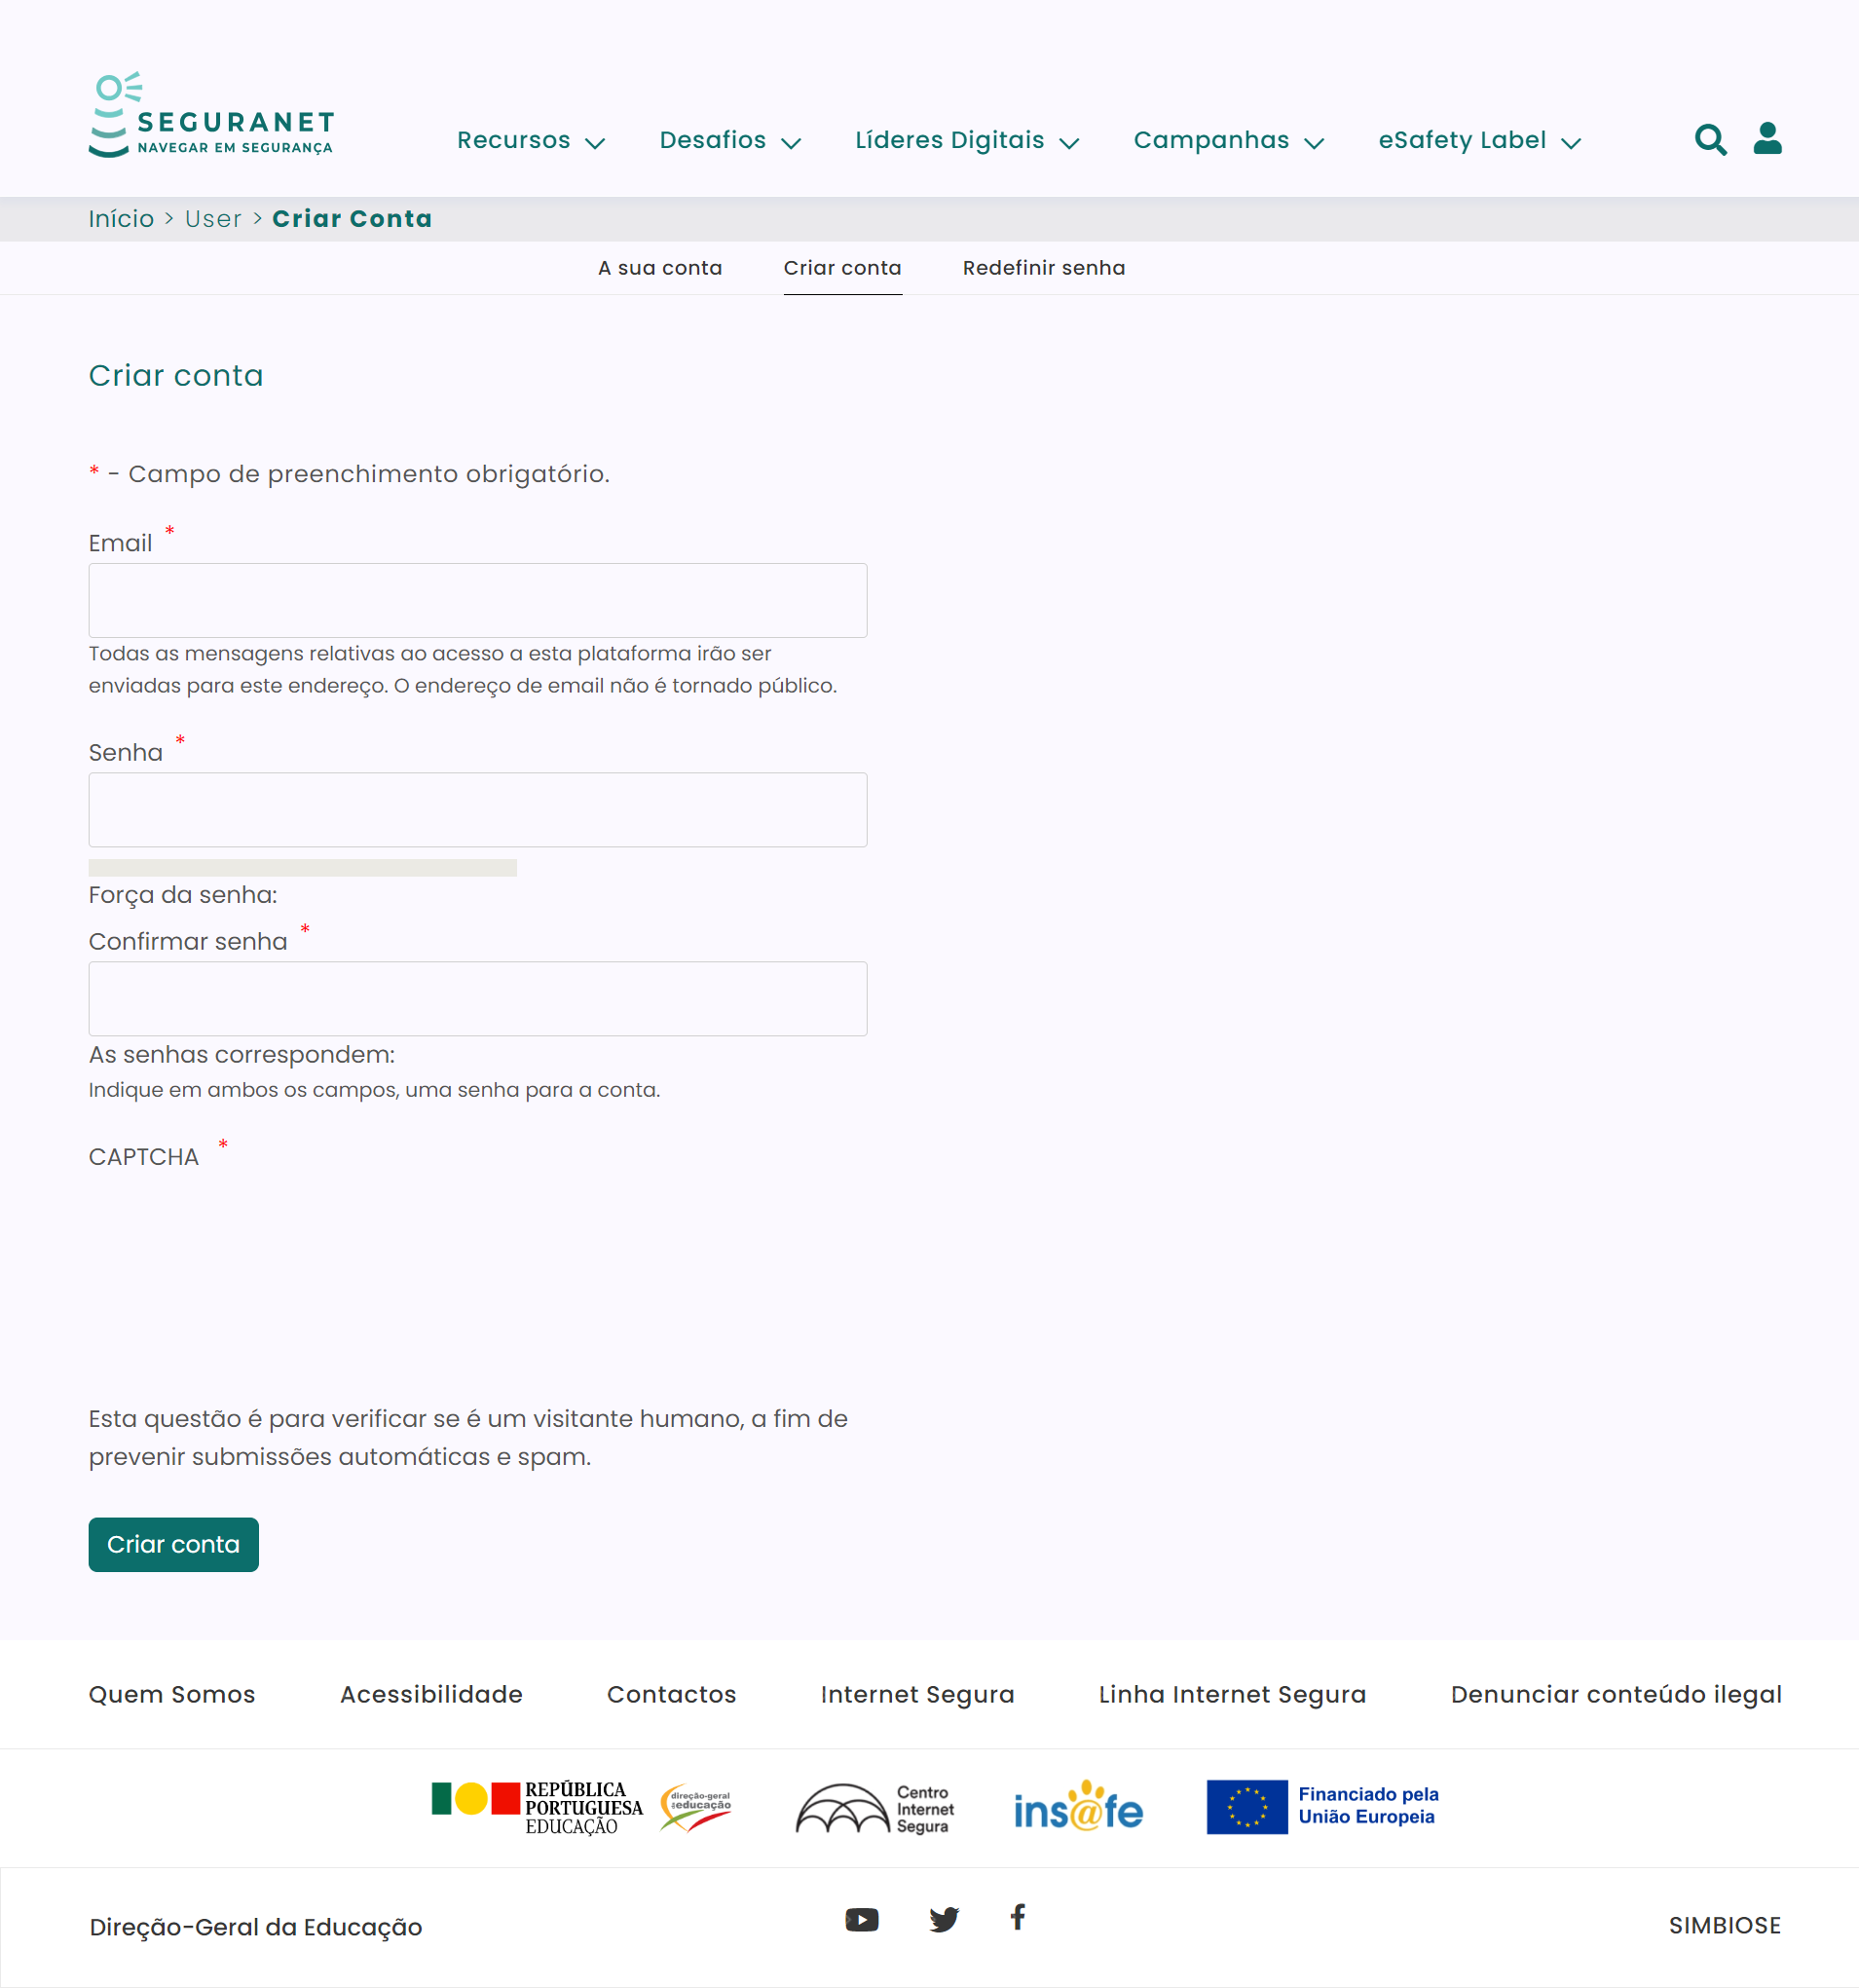 SEGURANET
NAVEGAR EM SEGURANÇA
Recursos
Desafios
Líderes Digitais
Campanhas
eSafety Label
Início > User > Criar Conta
A sua conta
Criar conta
Redefinir senha
Criar conta
* - Campo de preenchimento obrigatório.
Email *
Todas as mensagens relativas ao acesso a esta plataforma irão ser
enviadas para este endereço. O endereço de email não é tornado público.
Senha *
Força da senha:
Confirmar senha *
As senhas correspondem:
Indique em ambos os campos, uma senha para a conta.
CAPTCHA *
Esta questão é para verificar se é um visitante humano, a fim de
prevenir submissões automáticas e spam.
Criar conta
Quem Somos
Acessibilidade
Contactos
Internet Segura
Linha Internet Segura
Denunciar conteúdo ilegal
REPÚBLICA
PORTUGUESA
EDUCAÇÃO
direção-geral
da educação
Centro
Internet
Segura
ins@fe
Financiado pela
União Europeia
Direção-Geral da Educação
SIMBIOSE